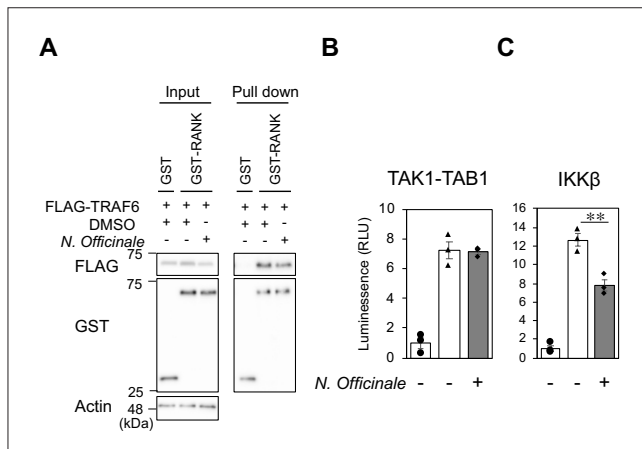 A
Input
Pull down
GST
GST-RANK
GST
GST-RANK
FLAG-TRAF6 + + + + + +
DMSO + + - + + -
N. Officinale - - + - - +
75
FLAG
75
GST
25
Actin
48
(kDa)
B
TAK1-TAB1
Luminessence (RLU)
10
8
6
4
2
0
N. Officinale - - +
C
IKKβ
**
16
14
12
10
8
6
4
2
0
- - +